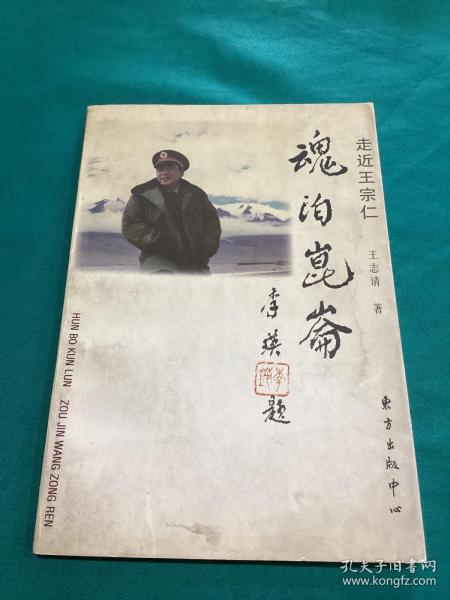 走近王宗仁
魂泊崑崙
王志清 著
李瑛
题
東方出版中心
HUN BO KUN LUN ZOU JIN WANG ZONG REN
孔夫子旧书网
www.kongfz.com